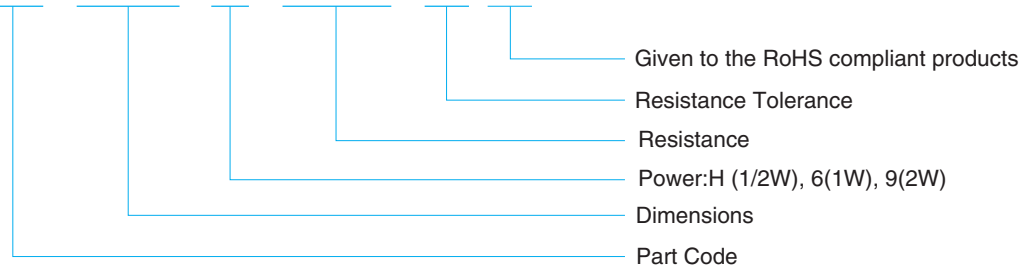 Given to the RoHS compliant products
Resistance Tolerance
Resistance
Power:H (1/2W), 6(1W), 9(2W)
Dimensions
Part Code